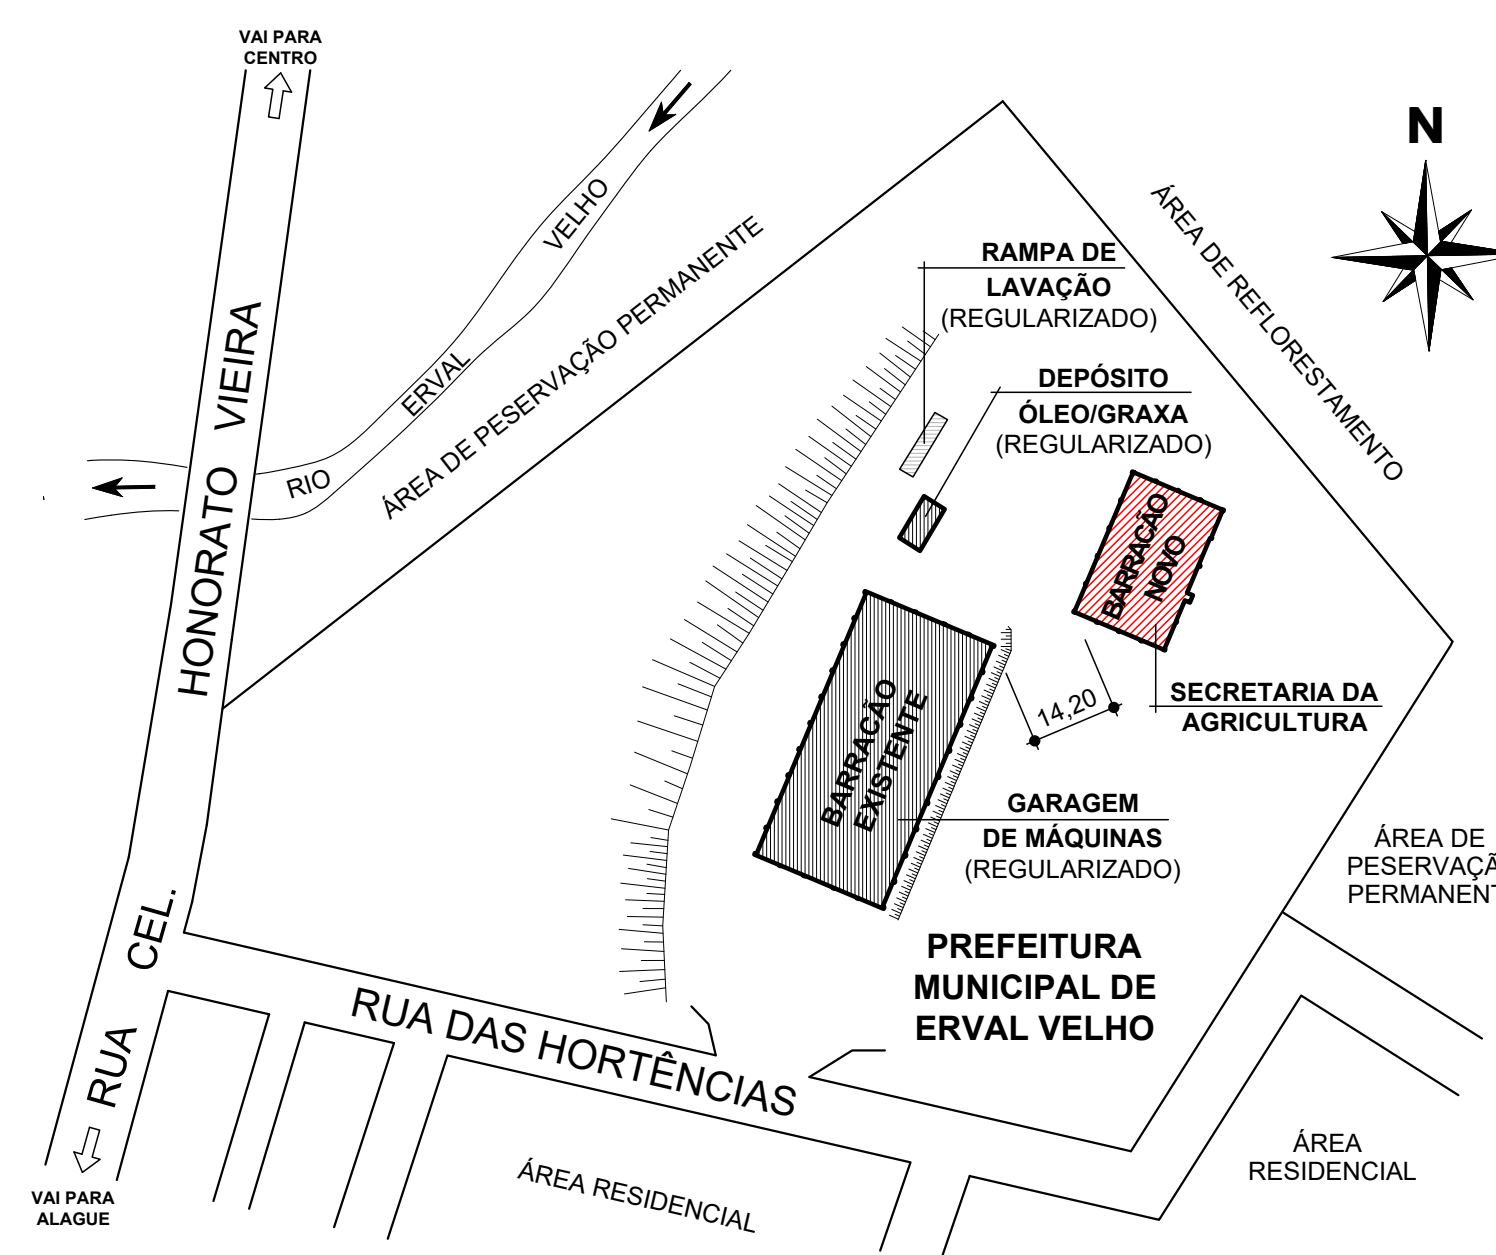 VAI PARA
CENTRO
N
VELHO
ERVAL
RIO
ÁREA DE PESERVAÇÃO PERMANENTE
ÁREA DE REFLORESTAMENTO
RAMPA DE
LAVAÇÃO
(REGULARIZADO)
DEPÓSITO
ÓLEO/GRAXA
(REGULARIZADO)
BARRACÃO
NOVO
SECRETARIA DA
AGRICULTURA
14,20
BARRACÃO
EXISTENTE
GARAGEM
DE MÁQUINAS
(REGULARIZADO)
PREFEITURA
MUNICIPAL DE
ERVAL VELHO
ÁREA DE
PESERVAÇÃ
PERMANENT
RUA CEL. HONORATO VIEIRA
RUA DAS HORTÊNCIAS
ÁREA RESIDENCIAL
ÁREA
RESIDENCIAL
VAI PARA
ALAGUE